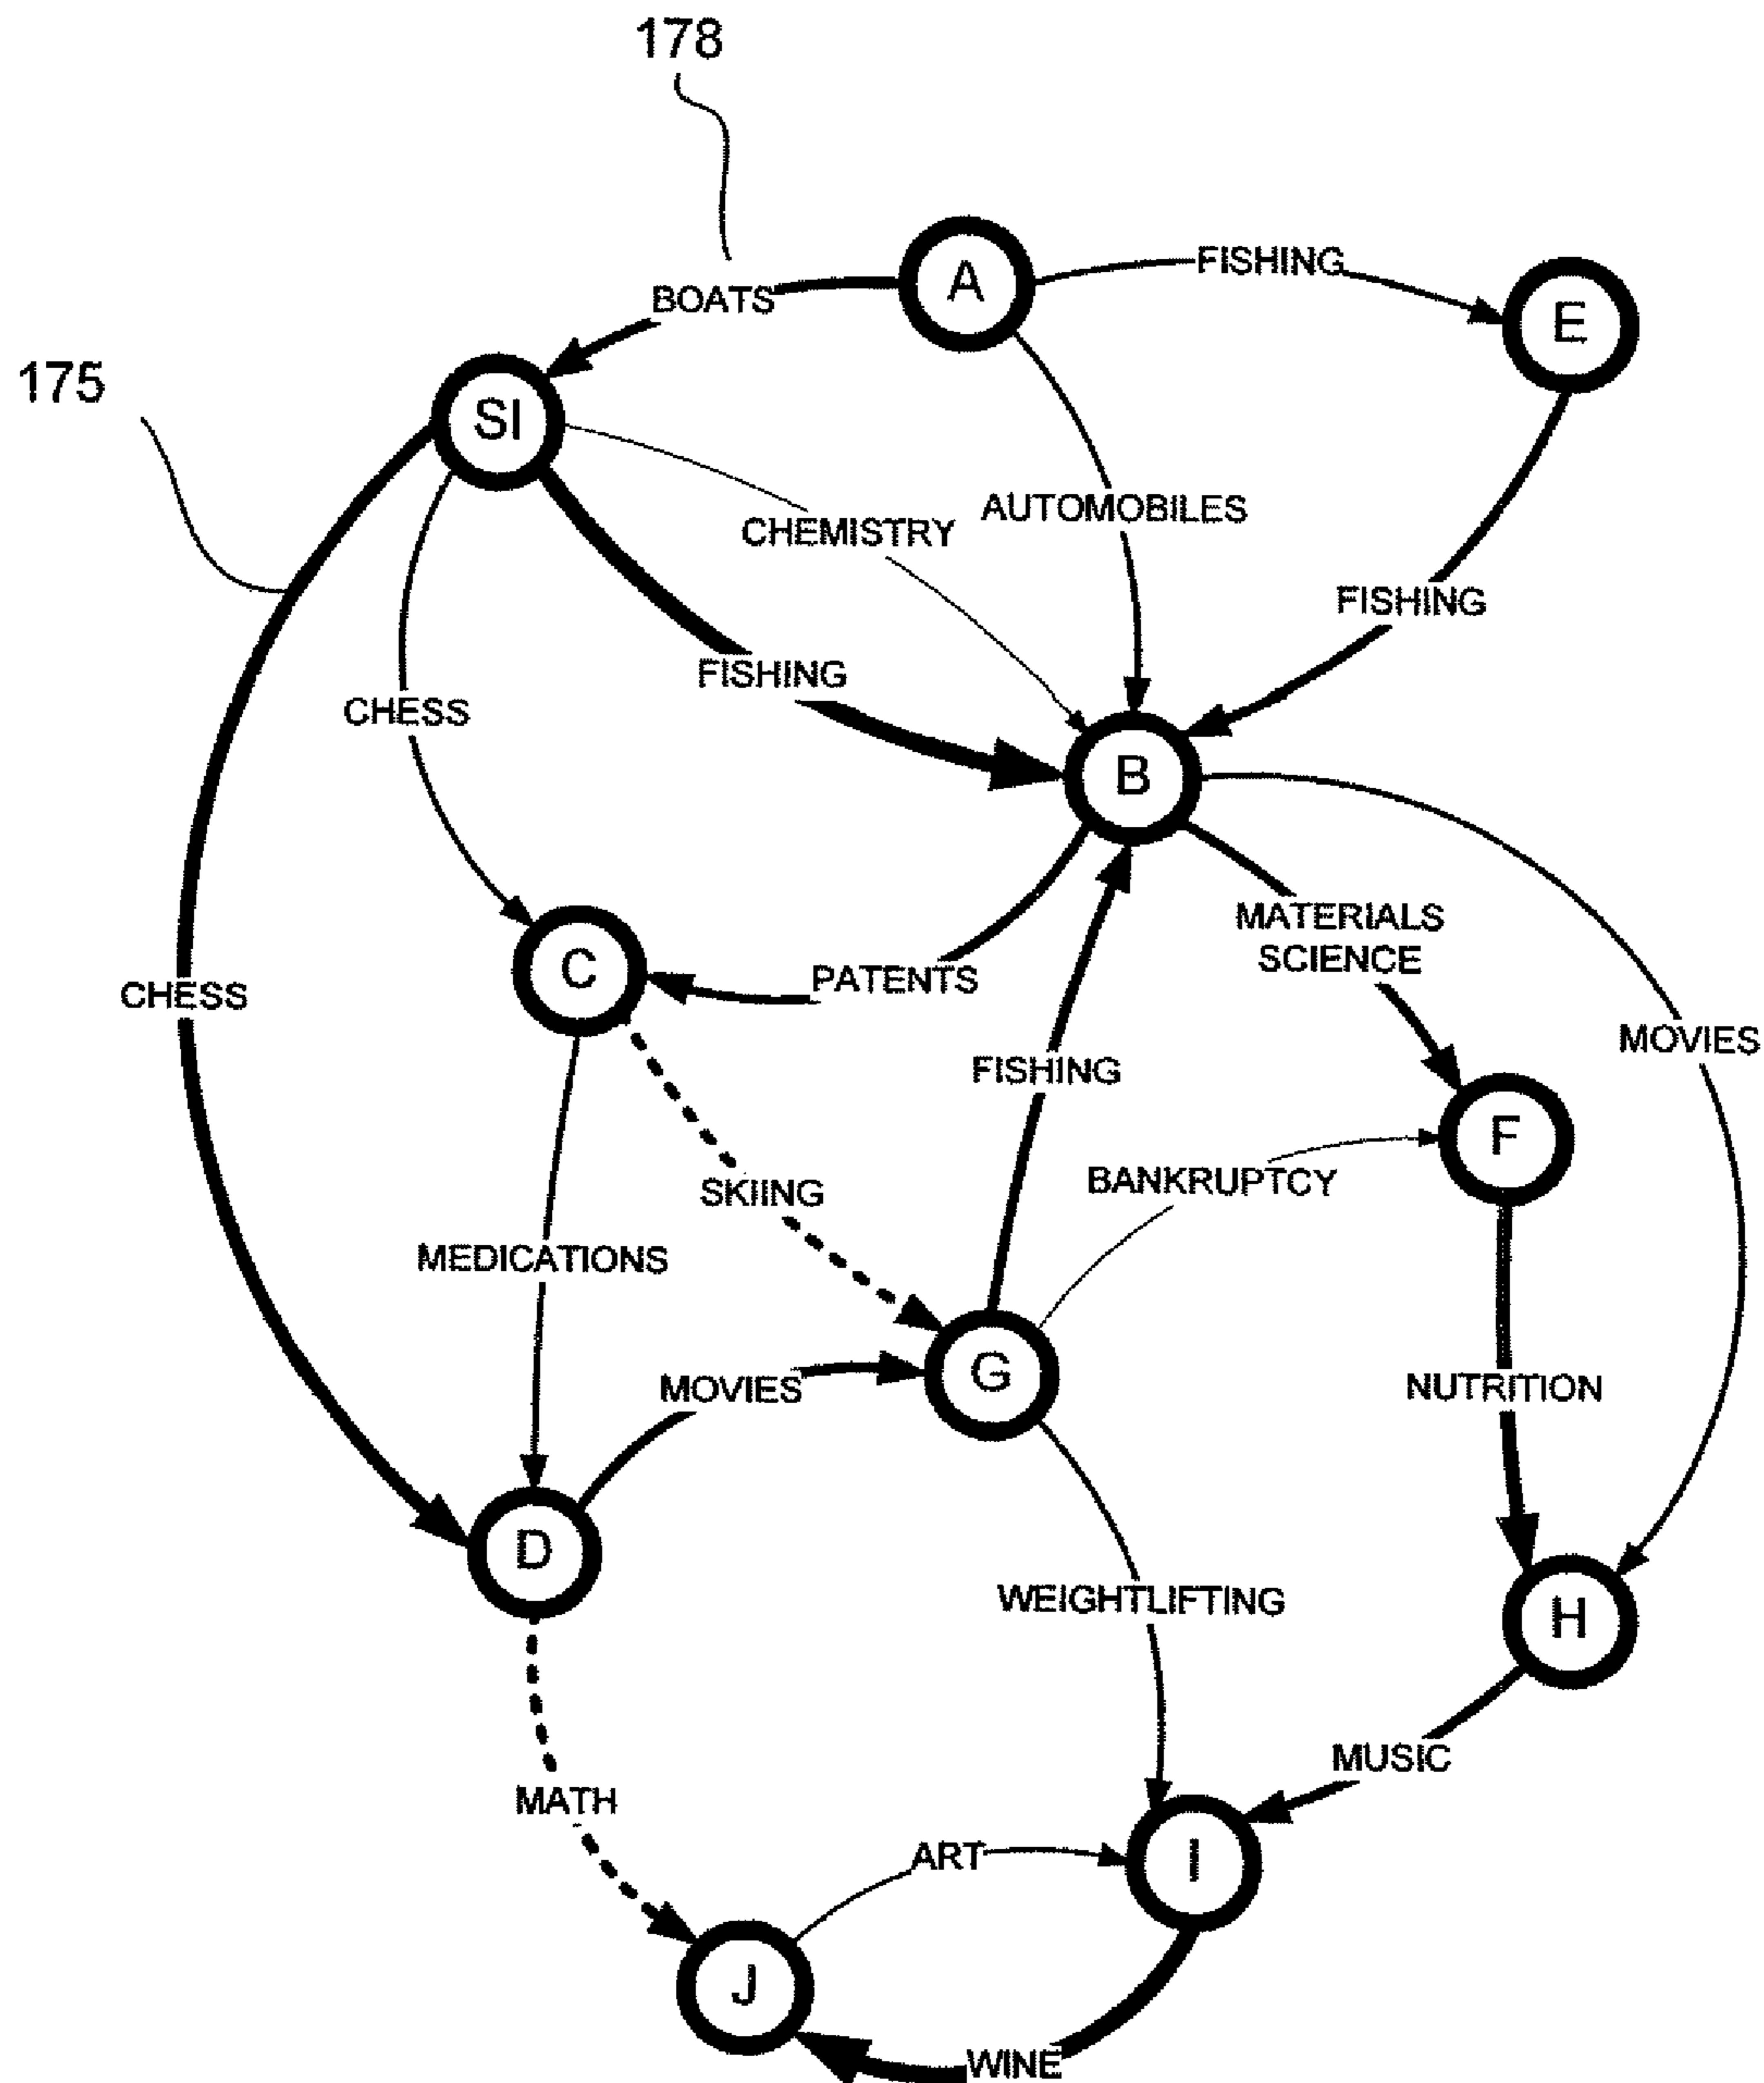 178
A
FISHING
E
BOATS
175
SI
AUTOMOBILES
CHEMISTRY
FISHING
FISHING
CHESS
B
MATERIALS
SCIENCE
C
PATENTS
CHESS
MOVIES
FISHING
F
BANKRUPTCY
SKIING
MEDICATIONS
G
MOVIES
NUTRITION
D
WEIGHTLIFTING
H
MUSIC
MATH
ART
I
J
WINE